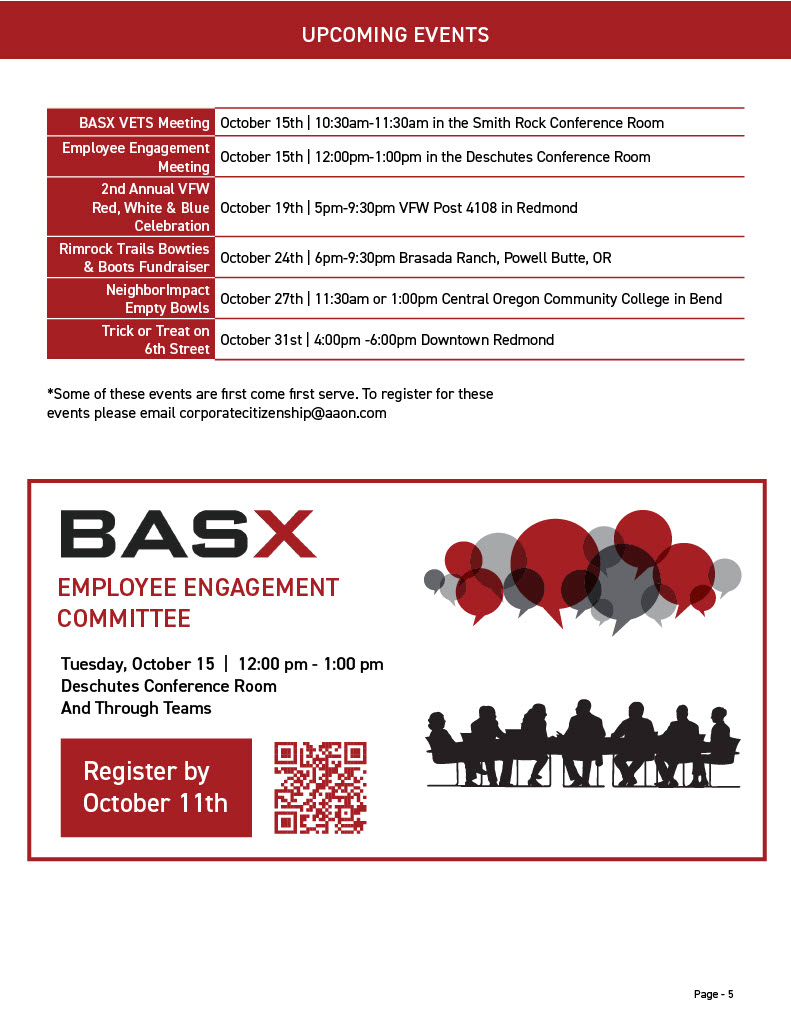 UPCOMING EVENTS
BASX VETS Meeting October 15th | 10:30am-11:30am in the Smith Rock Conference Room
Employee Engagement
Meeting October 15th | 12:00pm-1:00pm in the Deschutes Conference Room
2nd Annual VFW
Red, White & Blue October 19th | 5pm-9:30pm VFW Post 4108 in Redmond
Celebration
Rimrock Trails Bowties
& Boots Fundraiser October 24th | 6pm-9:30pm Brasada Ranch, Powell Butte, OR
NeighborImpact
Empty Bowls October 27th | 11:30am or 1:00pm Central Oregon Community College in Bend
Trick or Treat on
6th Street October 31st | 4:00pm -6:00pm Downtown Redmond
*Some of these events are first come first serve. To register for these
events please email corporatecitizenship@aaon.com
BASX
EMPLOYEE ENGAGEMENT
COMMITTEE
Tuesday, October 15 | 12:00 pm - 1:00 pm
Deschutes Conference Room
And Through Teams
Register by
October 11th
Page - 5